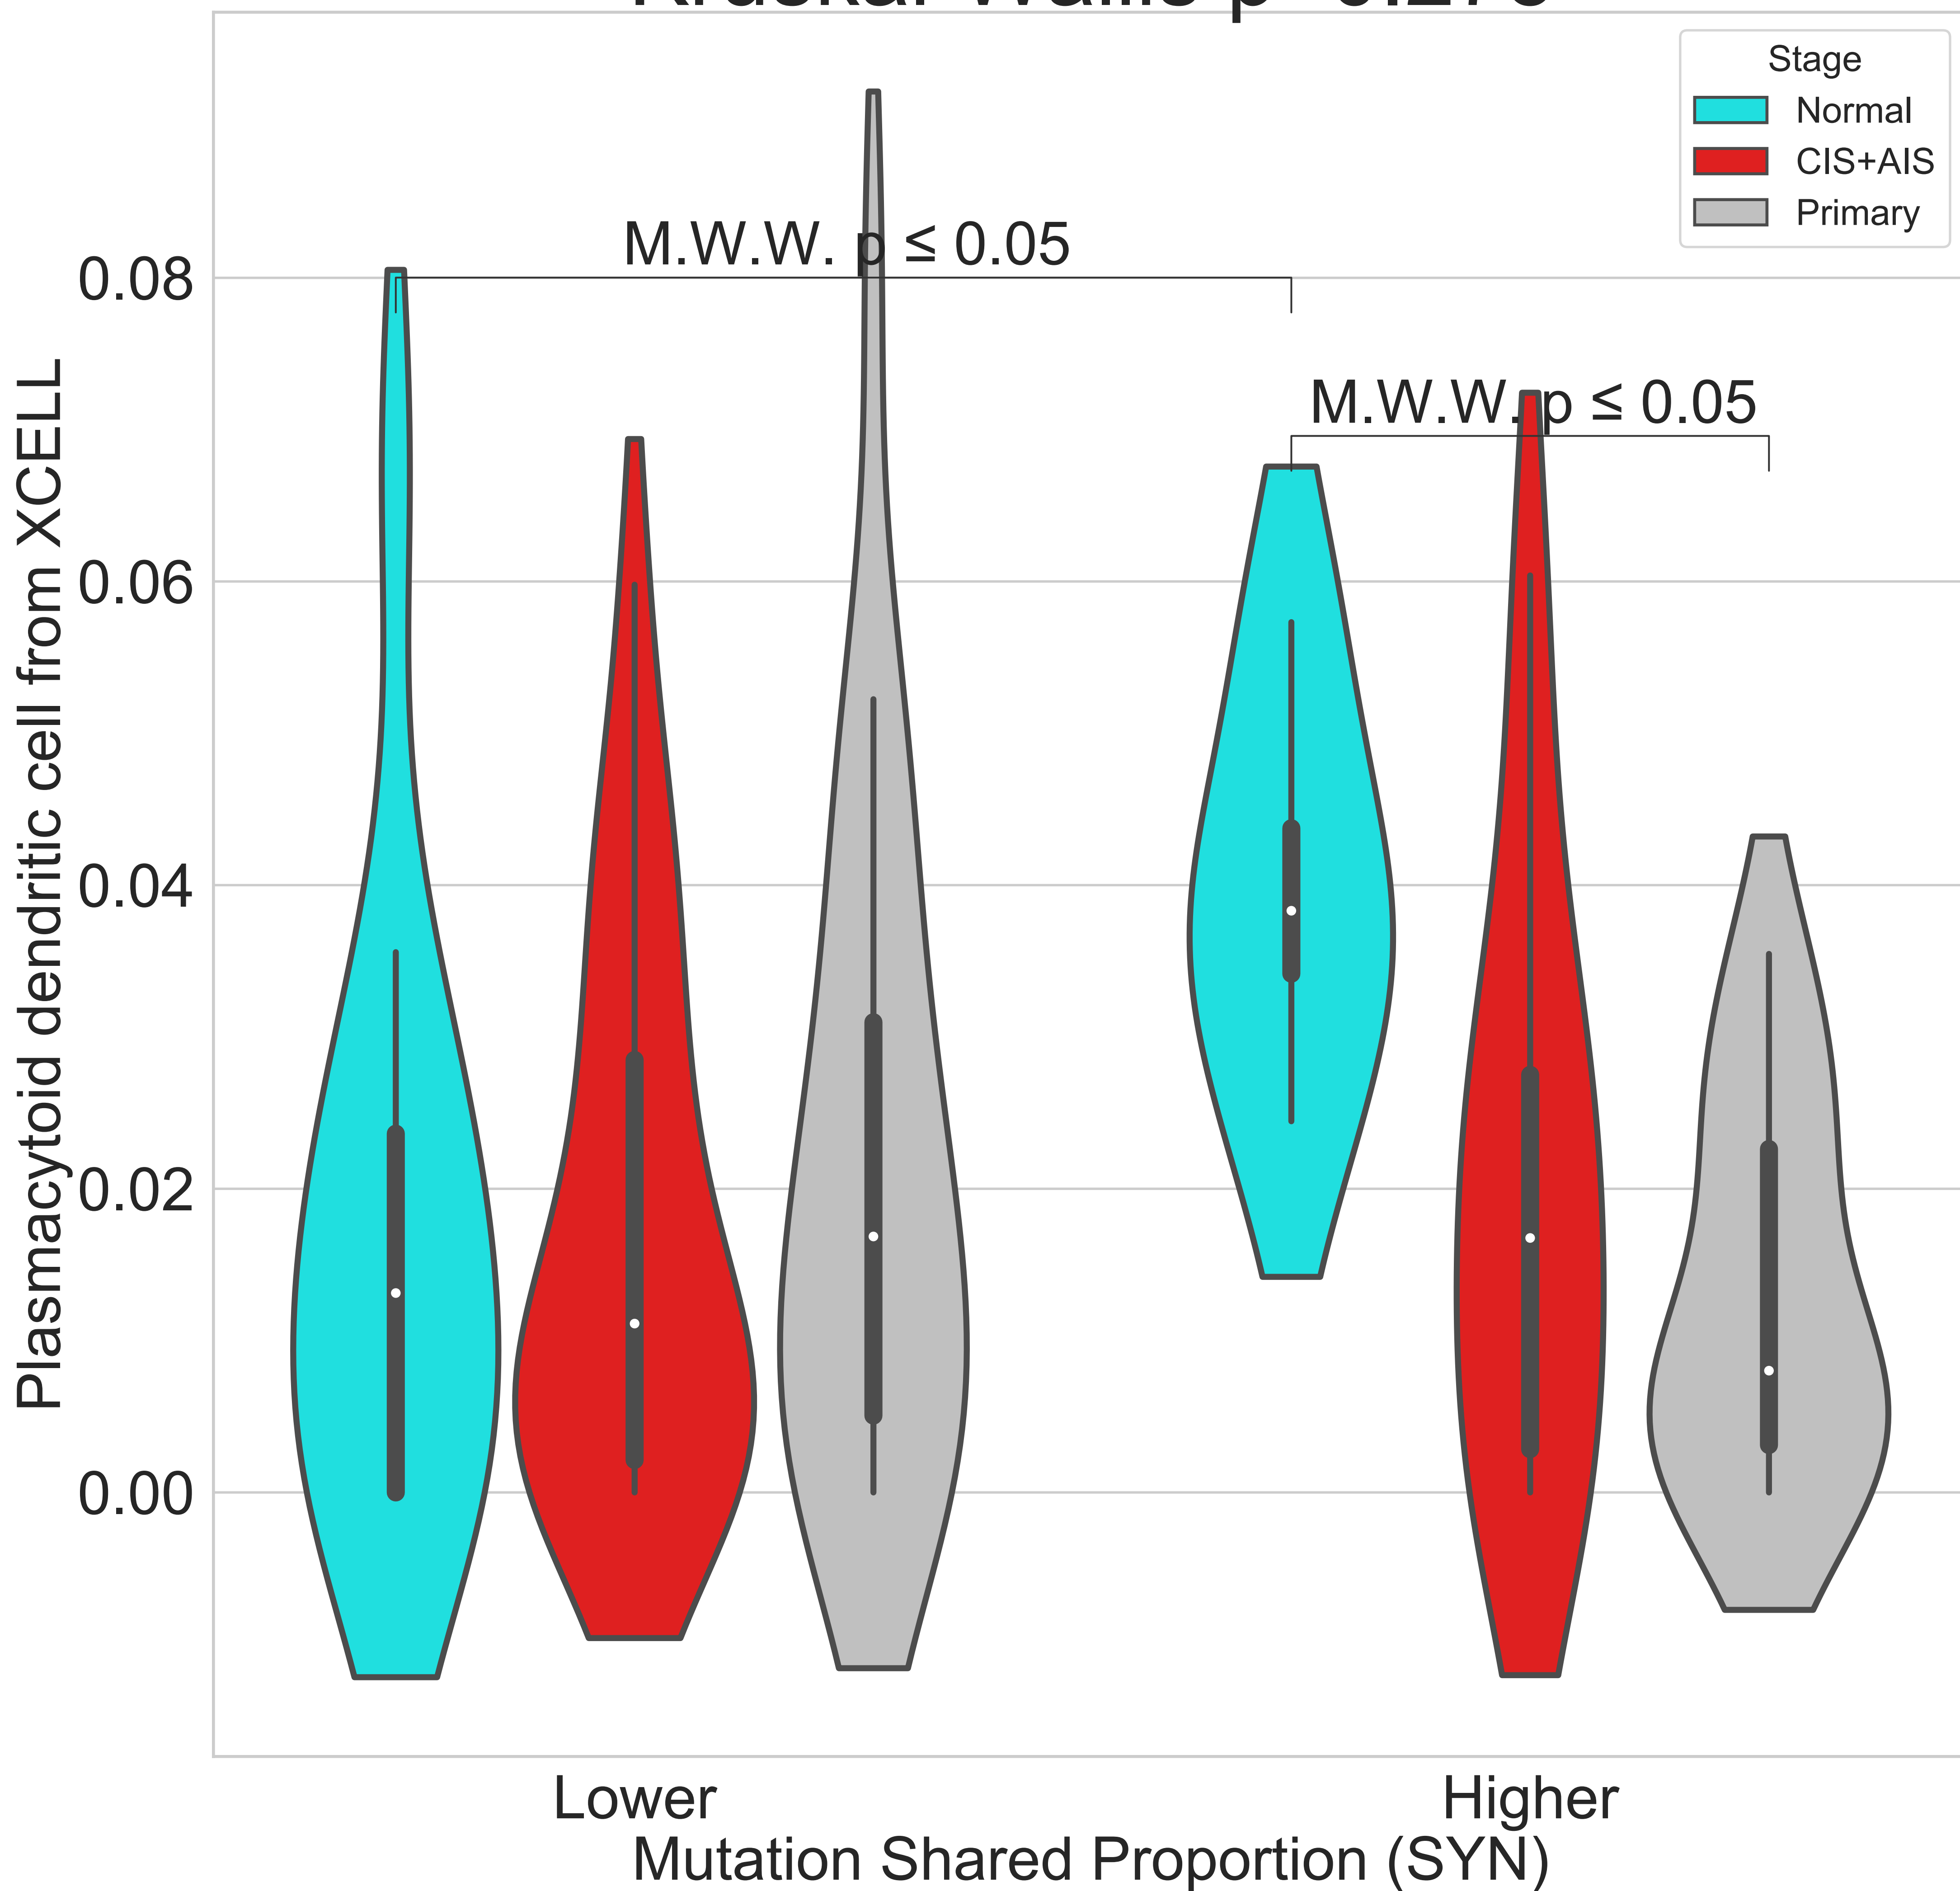 Stage
Normal
CIS+AIS
Primary
M.W.W. p ≤ 0.05
M.W.W. p ≤ 0.05
0.08
0.06
0.04
0.02
0.00
Plasmacytoid dendritic cell from XCELL
Lower
Higher
Mutation Shared Proportion (SYN)